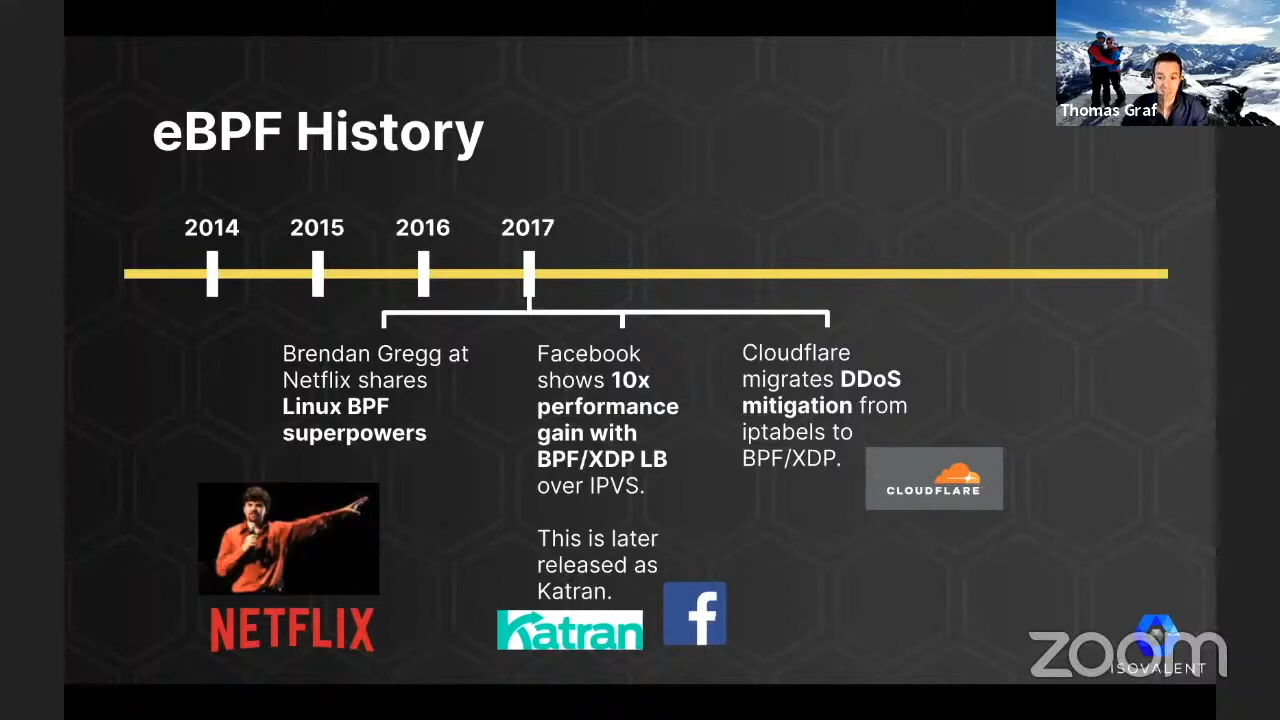 Thomas Graf
eBPF History
2014 2015 2016 2017
Brendan Gregg at
Netflix shares
Linux BPF
superpowers
NETFLIX
Facebook
shows 10x
performance
gain with
BPF/XDP LB
over IPVS.
This is later
released as
Katran.
Katran
f
Cloudflare
migrates DDoS
mitigation from
iptabels to
BPF/XDP.
CLOUDFLARE
zoom
ISOVALENT